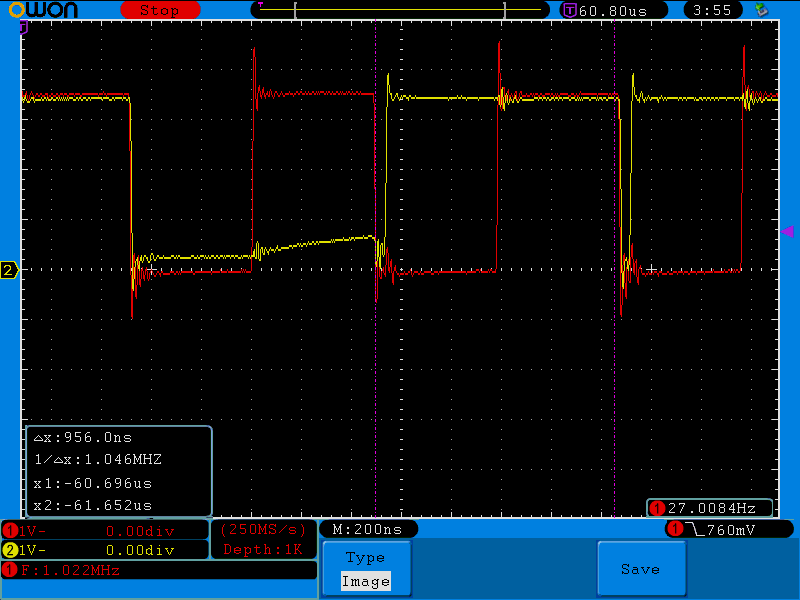 OWON Stop T 60.80us 3:55
T
2
△x:956.0ns
1/△x:1.046MHZ
x1:-60.696us
x2:-61.652us
1 27.0084Hz
1 1V- 0.00div (250MS/s) M:200ns 1 760mV
2 1V- 0.00div Depth:1K
1 F:1.022MHz
Type
Image
Save